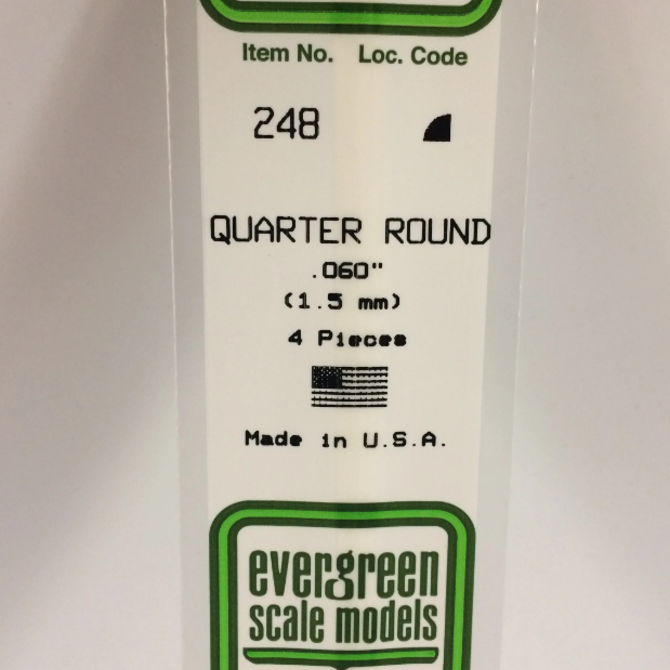 Item No. Loc. Code
248
QUARTER ROUND
.060"
(1.5 mm)
4 Pieces
Made in U.S.A.
evergreen
scale models